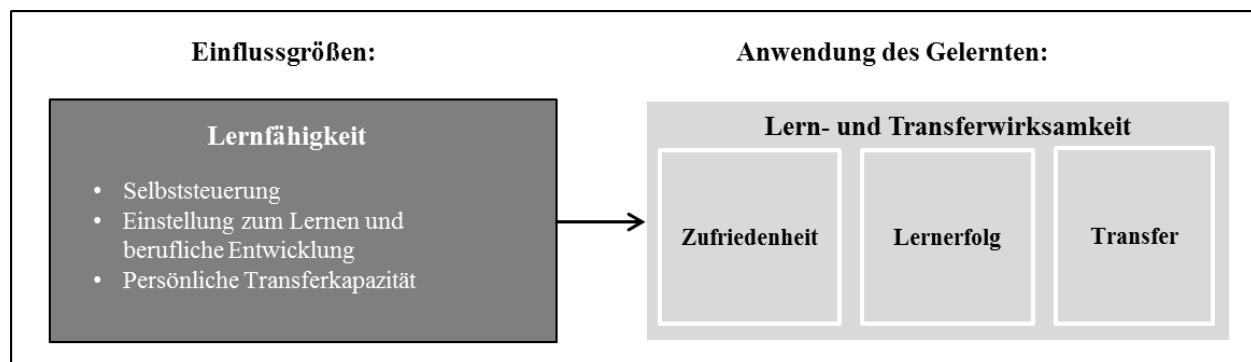 Einflussgrößen:
Lernfähigkeit
• Selbststeuerung
• Einstellung zum Lernen und
berufliche Entwicklung
• Persönliche Transferkapazität
Anwendung des Gelernten:
Lern- und Transferwirksamkeit
Zufriedenheit
Lernerfolg
Transfer